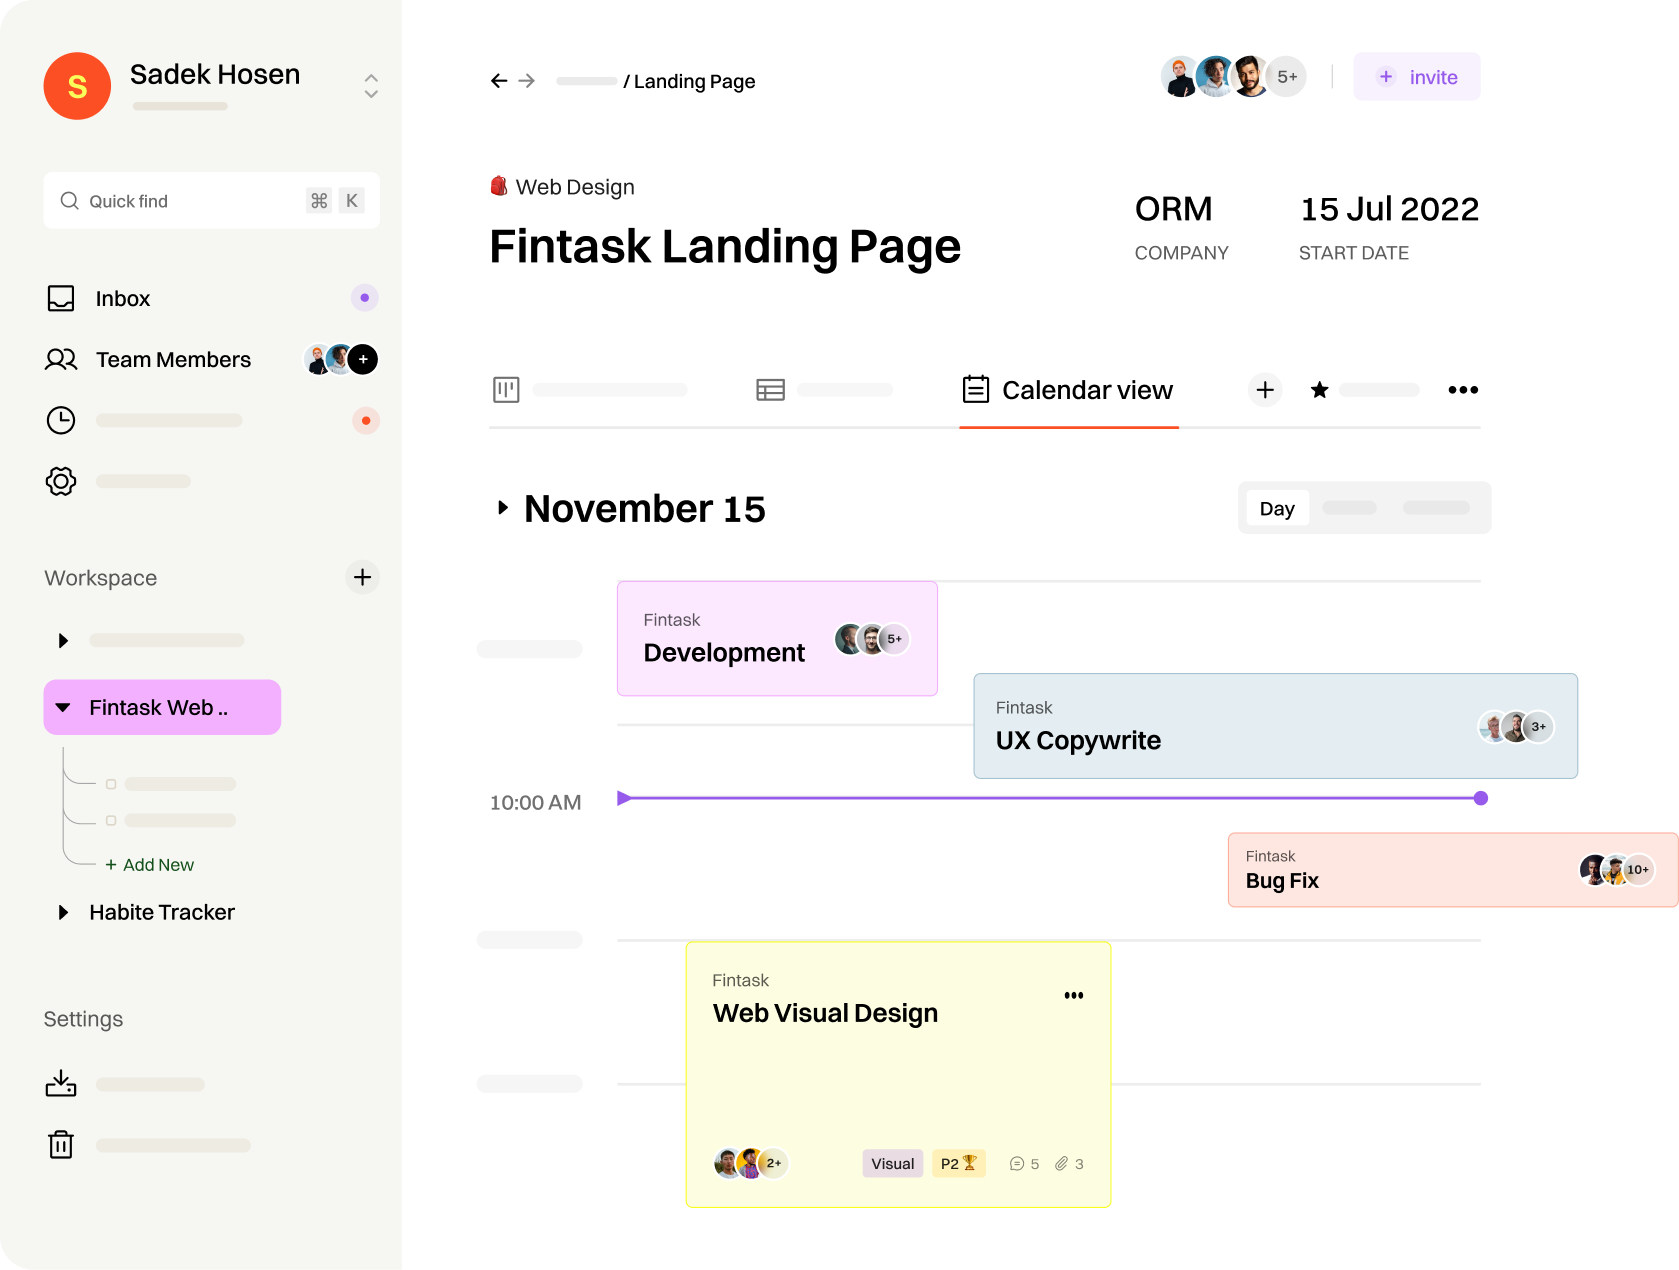 S
Sadek Hosen
Quick find
⌘ K
Inbox
Team Members
+
Workspace
+
Fintask Web ..
+ Add New
Habite Tracker
Settings
/ Landing Page
5+
+ invite
Web Design
Fintask Landing Page
ORM
COMPANY
15 Jul 2022
START DATE
Calendar view
+
November 15
Day
Fintask
Development
5+
Fintask
UX Copywrite
3+
10:00 AM
Fintask
Bug Fix
10+
Fintask
Web Visual Design
2+
Visual
P2
5
3